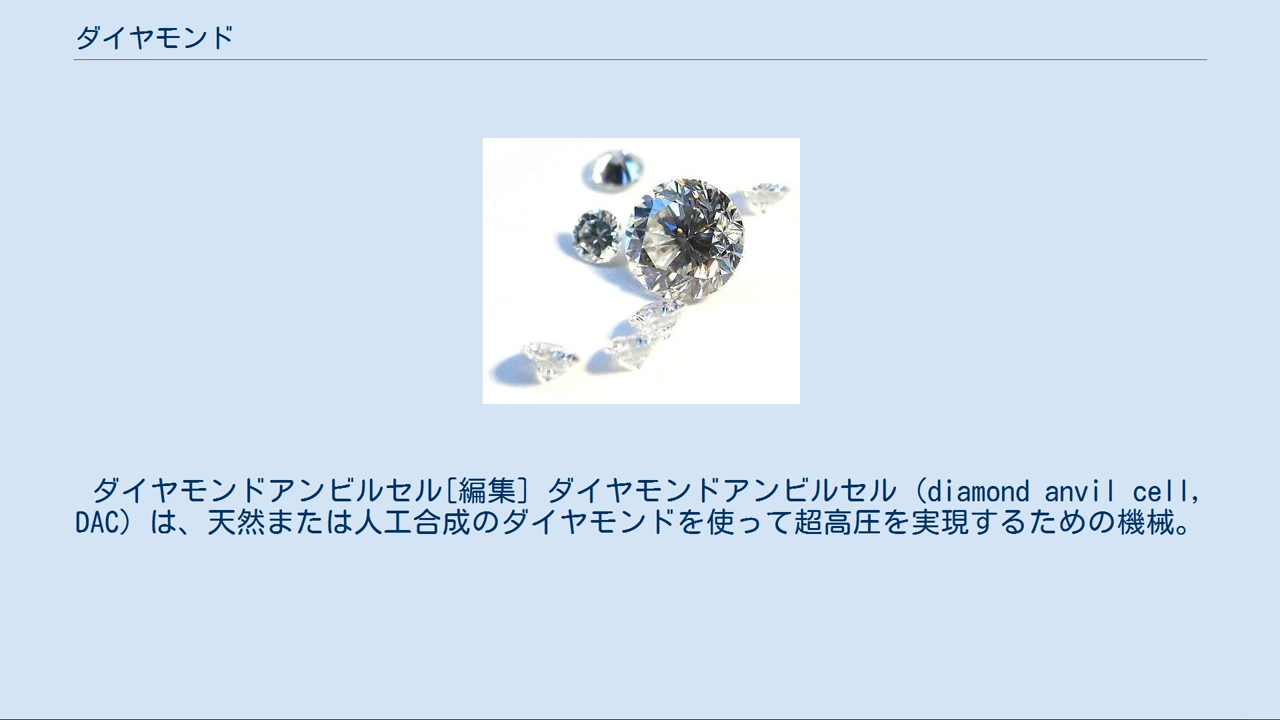 ダイヤモンド
ダイヤモンドアンビルセル[編集] ダイヤモンドアンビルセル（diamond anvil cell,
DAC）は、天然または人工合成のダイヤモンドを使って超高圧を実現するための機械。